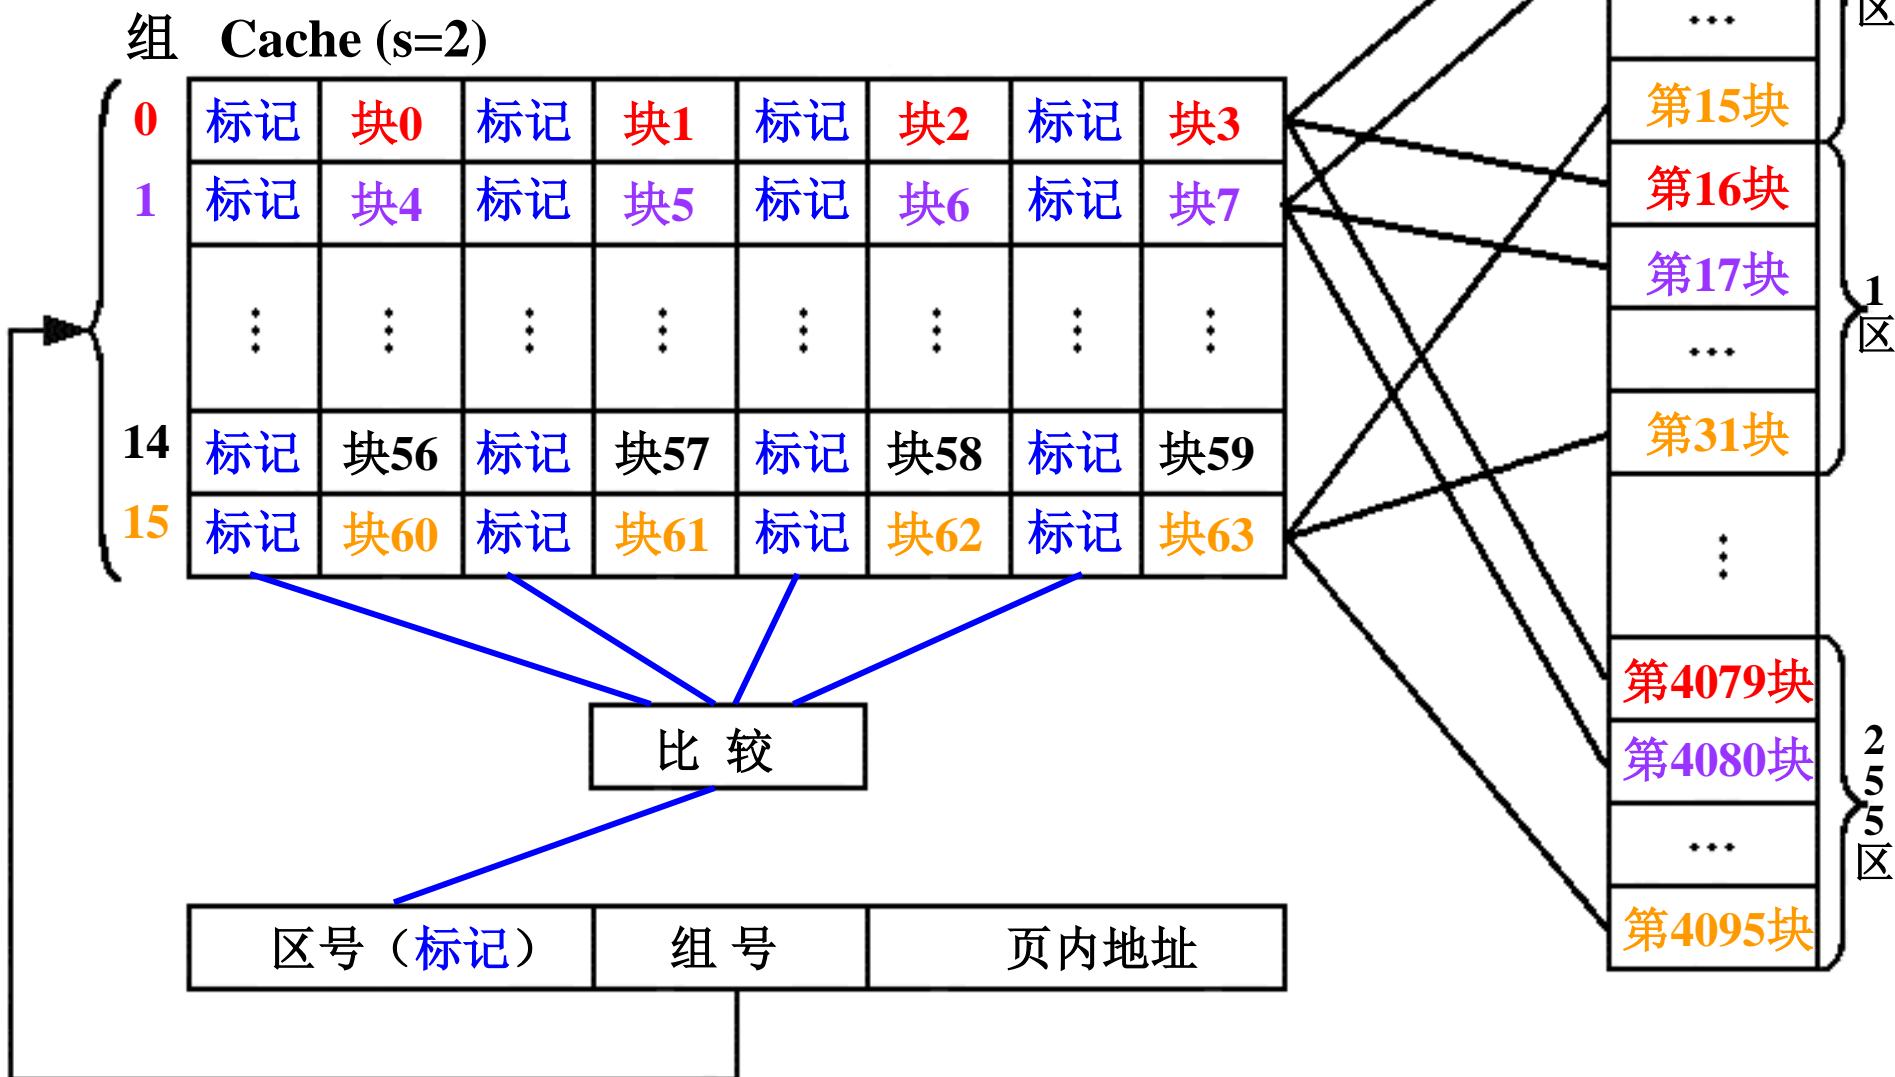 组 Cache (s=2)
0 标记 块0 标记 块1 标记 块2 标记 块3
1 标记 块4 标记 块5 标记 块6 标记 块7
14 标记 块56 标记 块57 标记 块58 标记 块59
15 标记 块60 标记 块61 标记 块62 标记 块63
比 较
区号（标记） 组 号 页内地址
…
区
第15块
第16块
第17块
…
第31块
1
区
第4079块
第4080块
…
第4095块
2
5
5
区